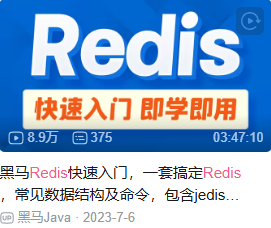 Redis
快速入门 即学即用
8.9万 375 03:47:10
黑马Redis快速入门，一套搞定Redis
，常见数据结构及命令，包含jedis...
UP 黑马Java · 2023-7-6